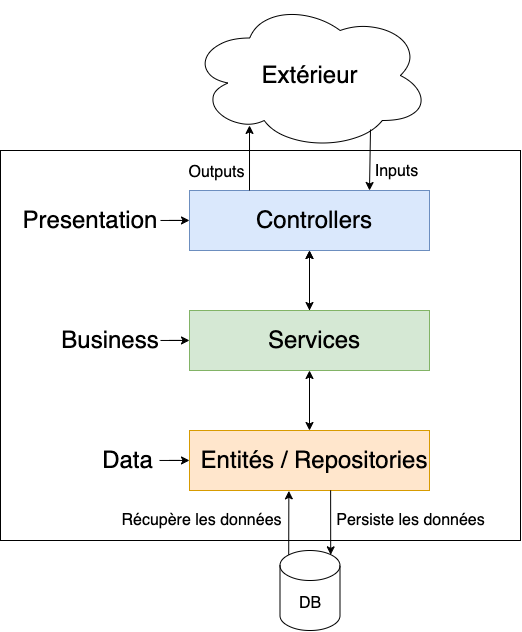 Extérieur
Outputs
Inputs
Presentation
Controllers
Business
Services
Data
Entités / Repositories
Récupère les données
Persiste les données
DB